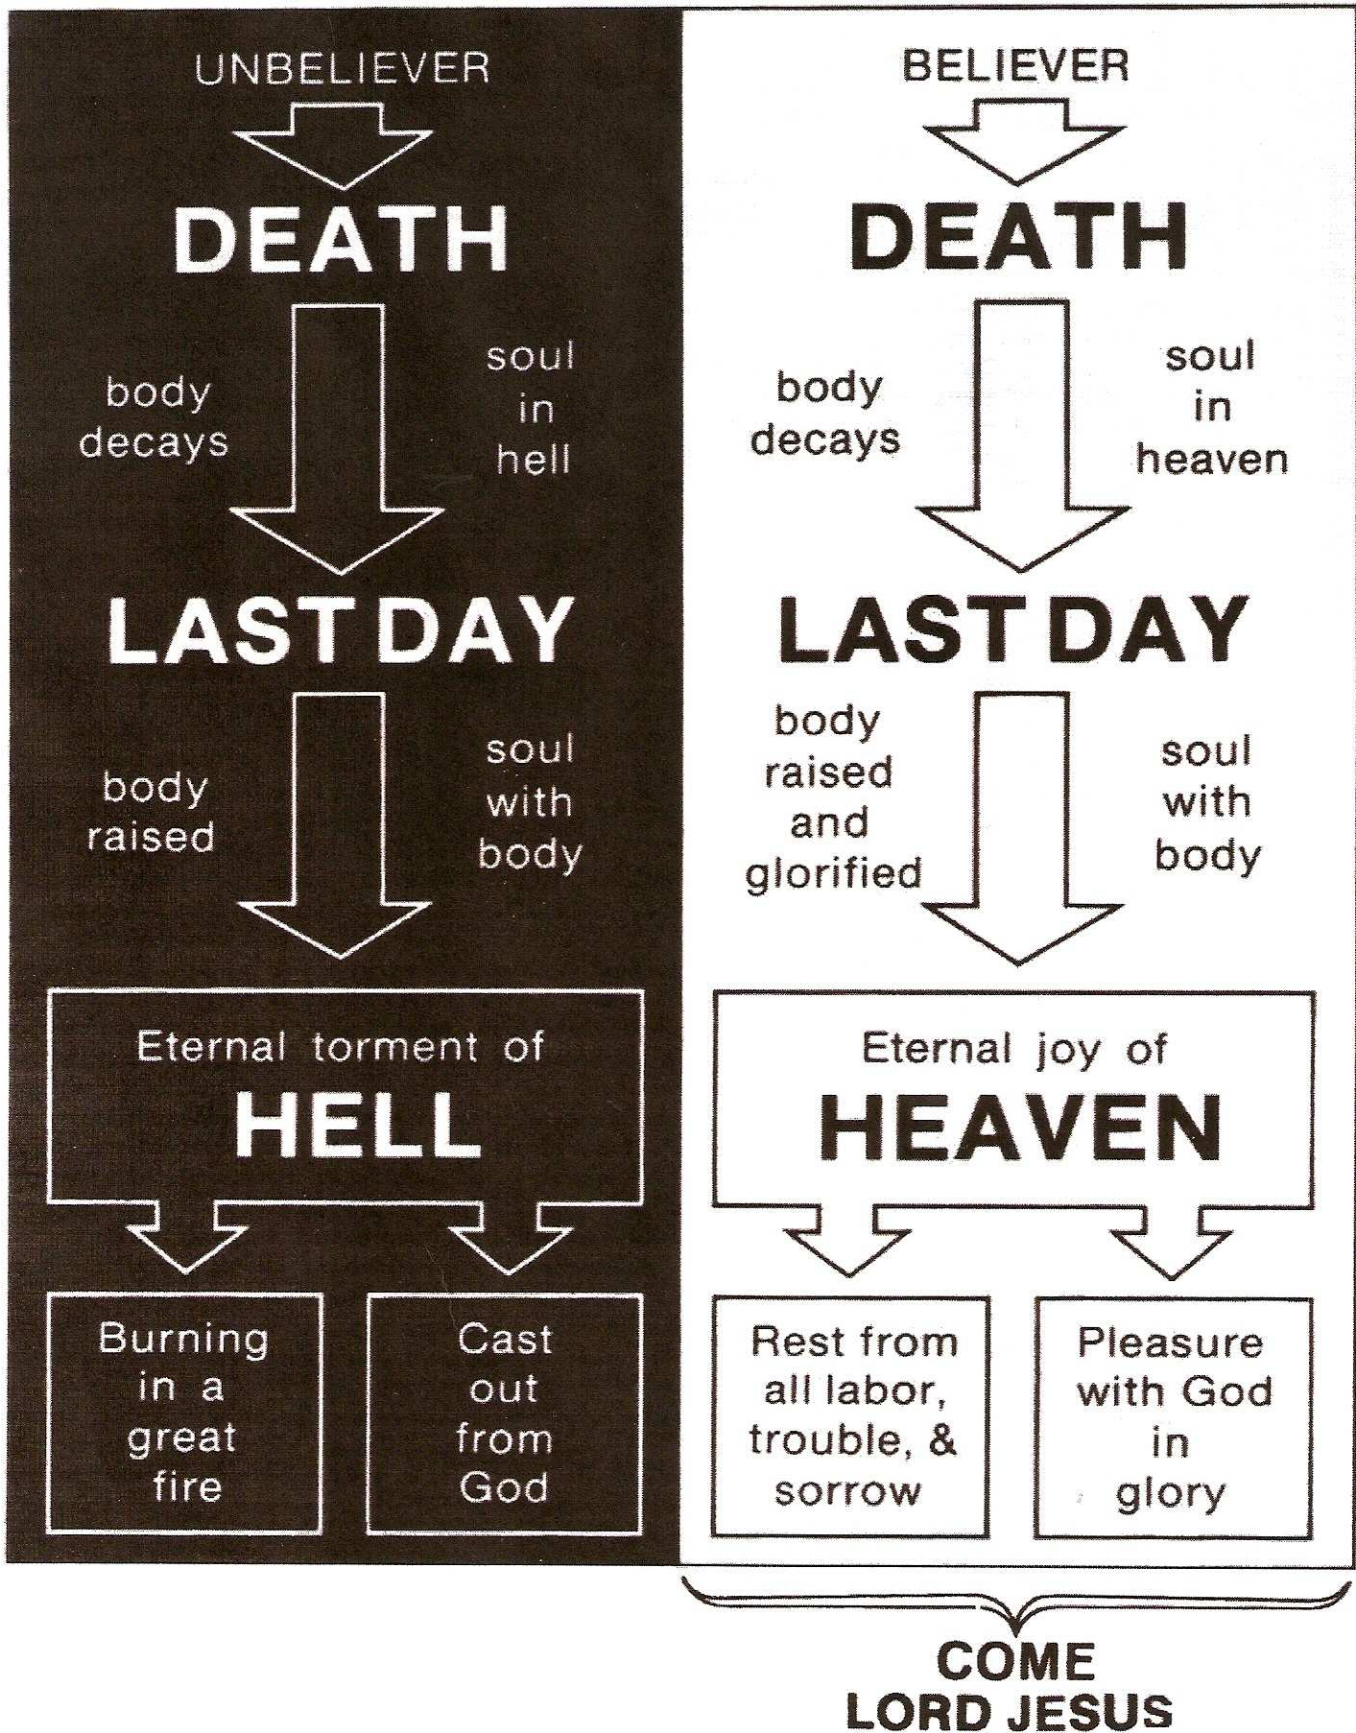 UNBELIEVER
DEATH
body
decays
soul
in
hell
LAST DAY
body
raised
soul
with
body
Eternal torment of
HELL
Burning
in a
great
fire
Cast
out
from
God
BELIEVER
DEATH
body
decays
soul
in
heaven
LAST DAY
body
raised
and
glorified
soul
with
body
Eternal joy of
HEAVEN
Rest from
all labor,
trouble, &
sorrow
Pleasure
with God
in
glory
COME
LORD JESUS